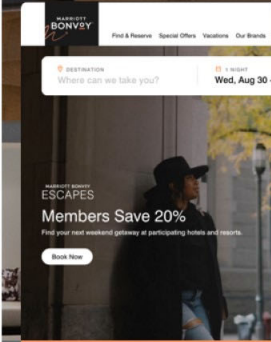 MARRIOTT
BONVOY
Find & Reserve Special Offers Vacations Our Brands
DESTINATION
1 NIGHT
Where can we take you?
Wed, Aug 30 -
MARRIOTT BONVOY
ESCAPES
Members Save 20%
Find your next weekend getaway at participating hotels and resorts.
Book Now